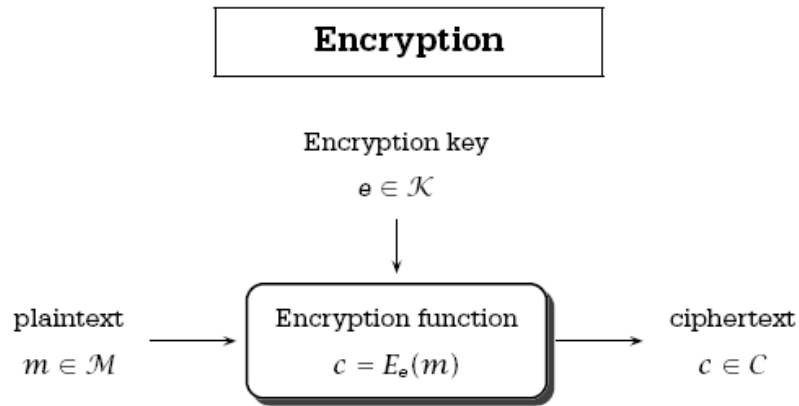 Encryption
Encryption key
e ∈ 𝒦
plaintext
m ∈ ℳ
Encryption function
c = Eₑ(m)
ciphertext
c ∈ C